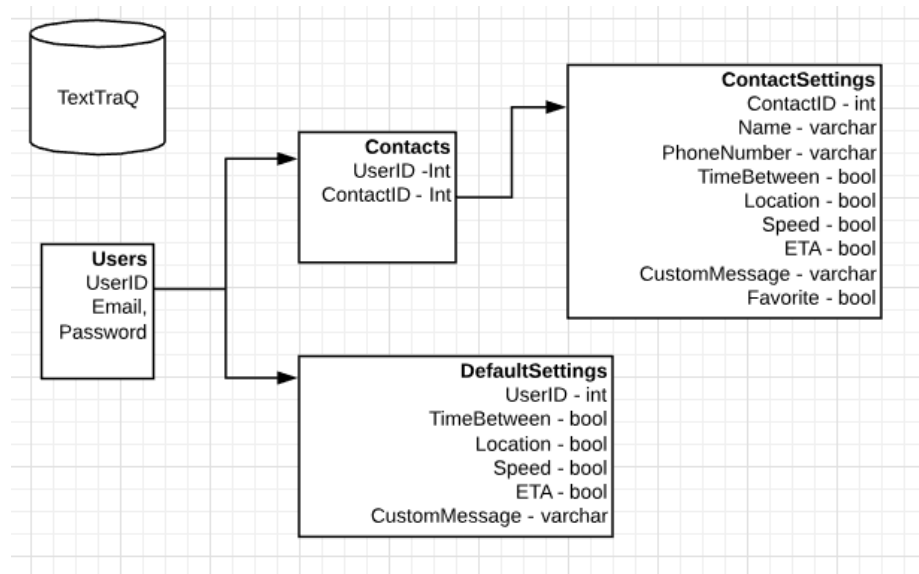 TextTraQ
Users
UserID
Email,
Password
Contacts
UserID -Int
ContactID - Int
ContactSettings
ContactID - int
Name - varchar
PhoneNumber - varchar
TimeBetween - bool
Location - bool
Speed - bool
ETA - bool
CustomMessage - varchar
Favorite - bool
DefaultSettings
UserID - int
TimeBetween - bool
Location - bool
Speed - bool
ETA - bool
CustomMessage - varchar